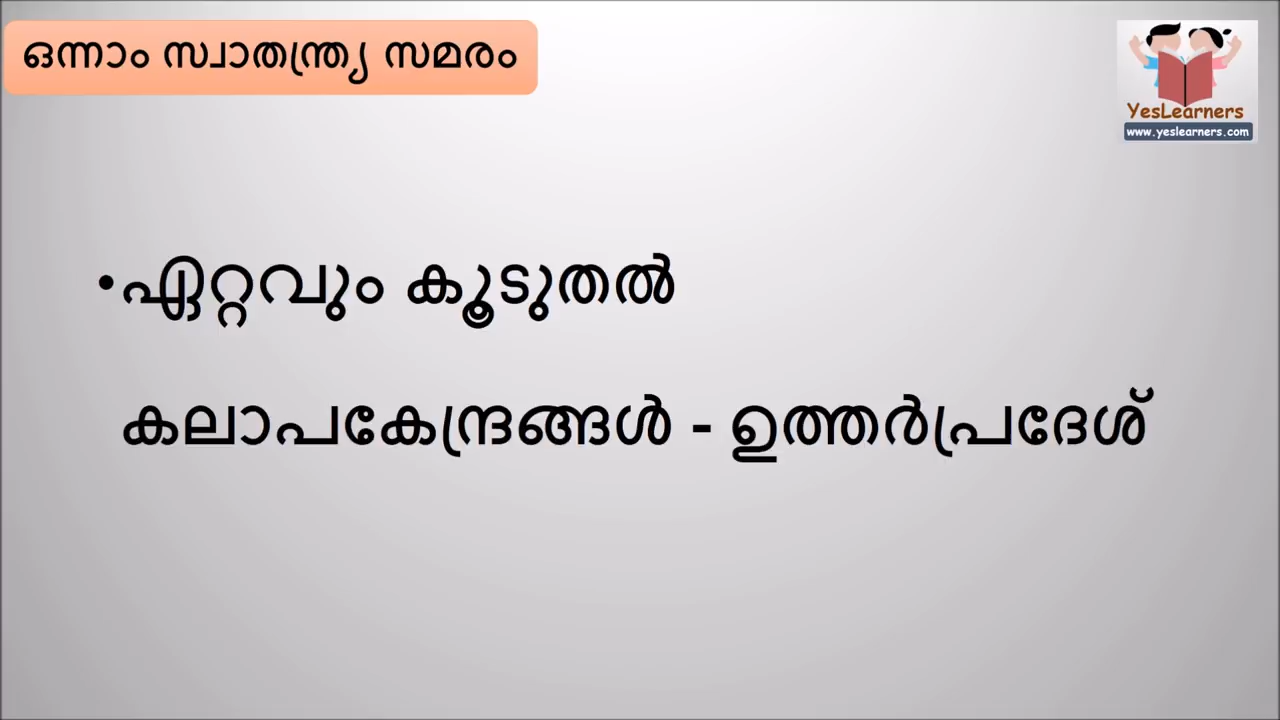 ഒന്നാം സ്വാതന്ത്ര്യ സമരം
YesLearners
www.yeslearners.com
•ഏറ്റവും കൂടുതൽ
കലാപകേന്ദ്രങ്ങൾ - ഉത്തർപ്രദേശ്